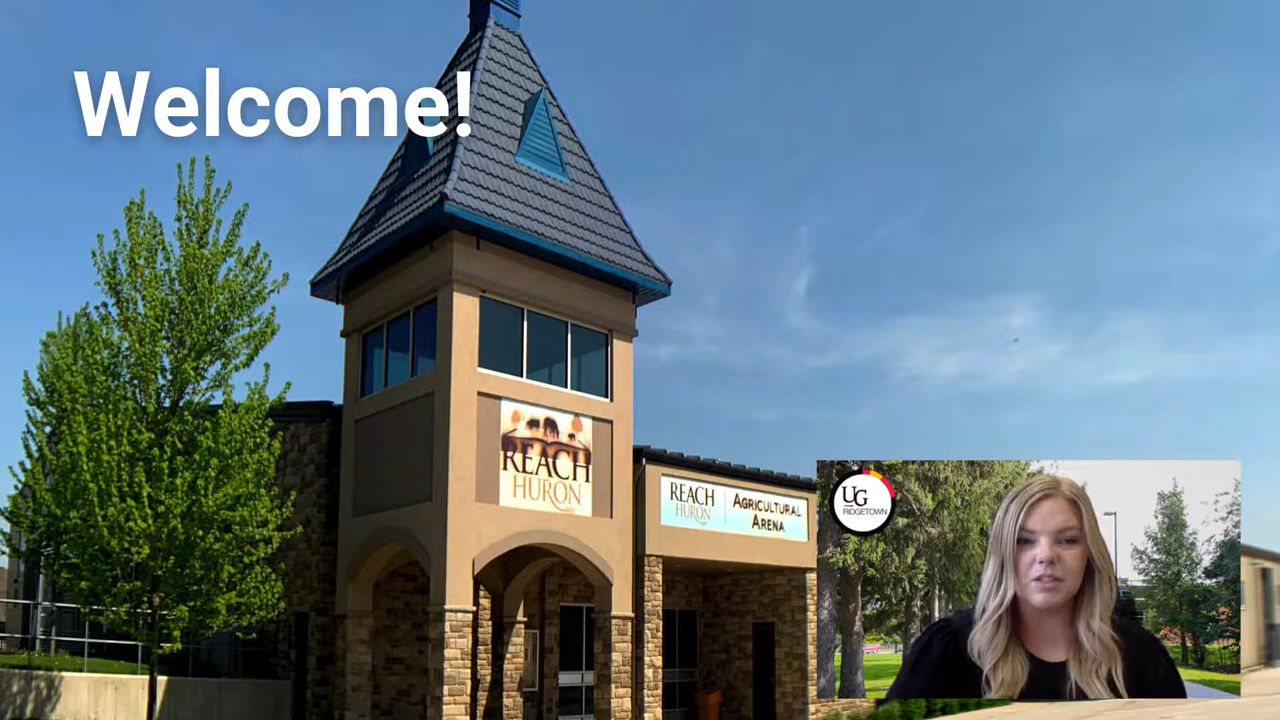 Welcome!
REACH
HURON
REACH
HURON
AGRICULTURAL
ARENA
UG
RIDGETOWN